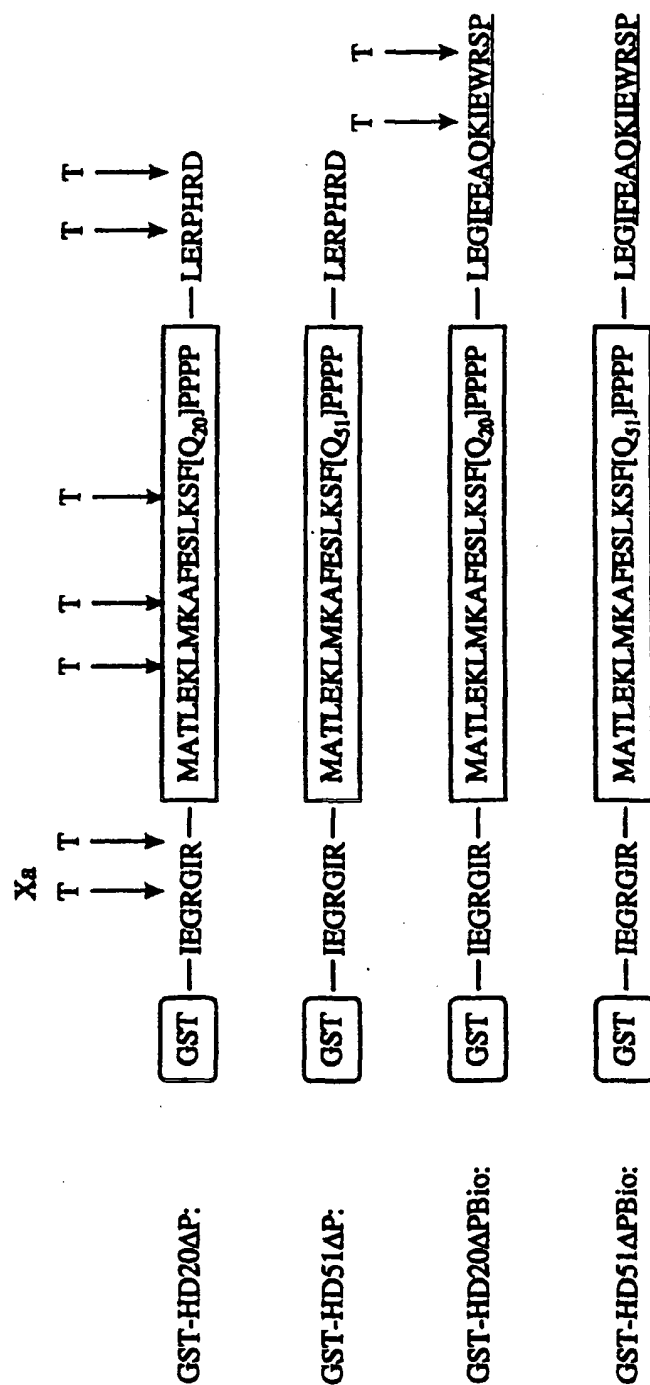 Xa
T T T T T T T
GST-HD20ΔP: GST — IEGRGIR — MATLEKLMKAFESLKSF[Q₂₀]PPPP — LERPHRD
GST-HD51ΔP: GST — IEGRGIR — MATLEKLMKAFESLKSF[Q₅₁]PPPP — LERPHRD
T T
GST-HD20ΔPBio: GST — IEGRGIR — MATLEKLMKAFESLKSF[Q₂₀]PPPP — LEGIFEAQKIEWRSP
GST-HD51ΔPBio: GST — IEGRGIR — MATLEKLMKAFESLKSF[Q₅₁]PPPP — LEGIFEAQKIEWRSP